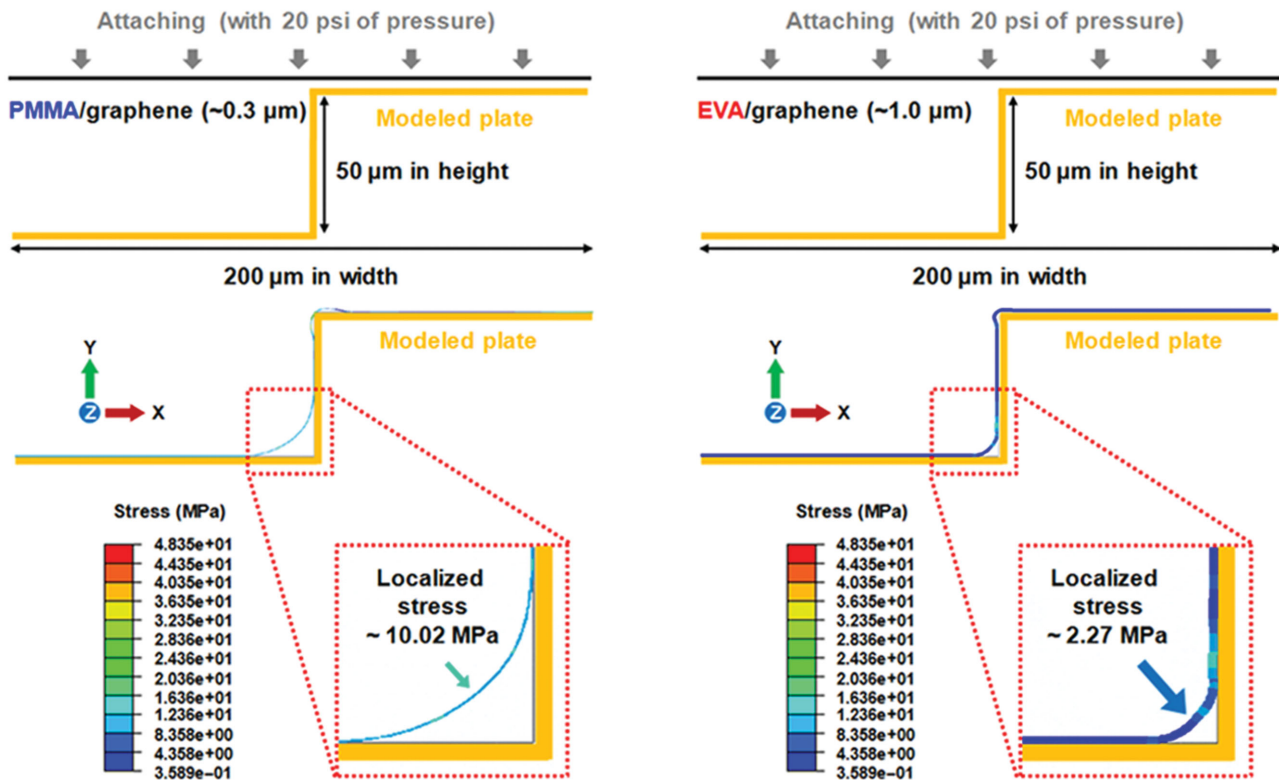 Attaching (with 20 psi of pressure)
PMMA/graphene (~0.3 µm)
Modeled plate
50 µm in height
200 µm in width
Modeled plate
Y
Z
X
Stress (MPa)
4.835e+01
4.435e+01
4.035e+01
3.635e+01
3.235e+01
2.836e+01
2.436e+01
2.036e+01
1.636e+01
1.236e+01
8.358e+00
4.358e+00
3.589e−01
Localized
stress
~ 10.02 MPa
Attaching (with 20 psi of pressure)
EVA/graphene (~1.0 µm)
Modeled plate
50 µm in height
200 µm in width
Modeled plate
Y
Z
X
Stress (MPa)
4.835e+01
4.435e+01
4.035e+01
3.635e+01
3.235e+01
2.836e+01
2.436e+01
2.036e+01
1.636e+01
1.236e+01
8.358e+00
4.358e+00
3.589e−01
Localized
stress
~ 2.27 MPa